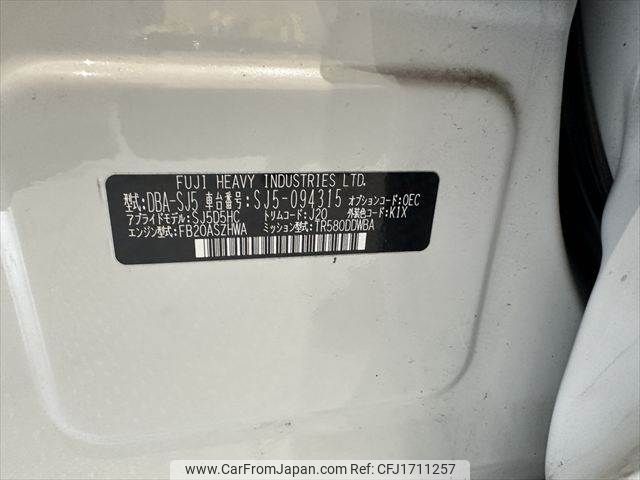 FUJI HEAVY INDUSTRIES LTD.
型式:DBA-SJ5 車台番号:SJ5-094315 オプションコード:OEC
アプライドモデル:SJ5D5HC トリムコード:J20 外装色コード:K1X
エンジン型式:FB20ASZHWA ミッション型式:TR580DDWBA
www.CarFromJapan.com Ref No: CFJ1711257